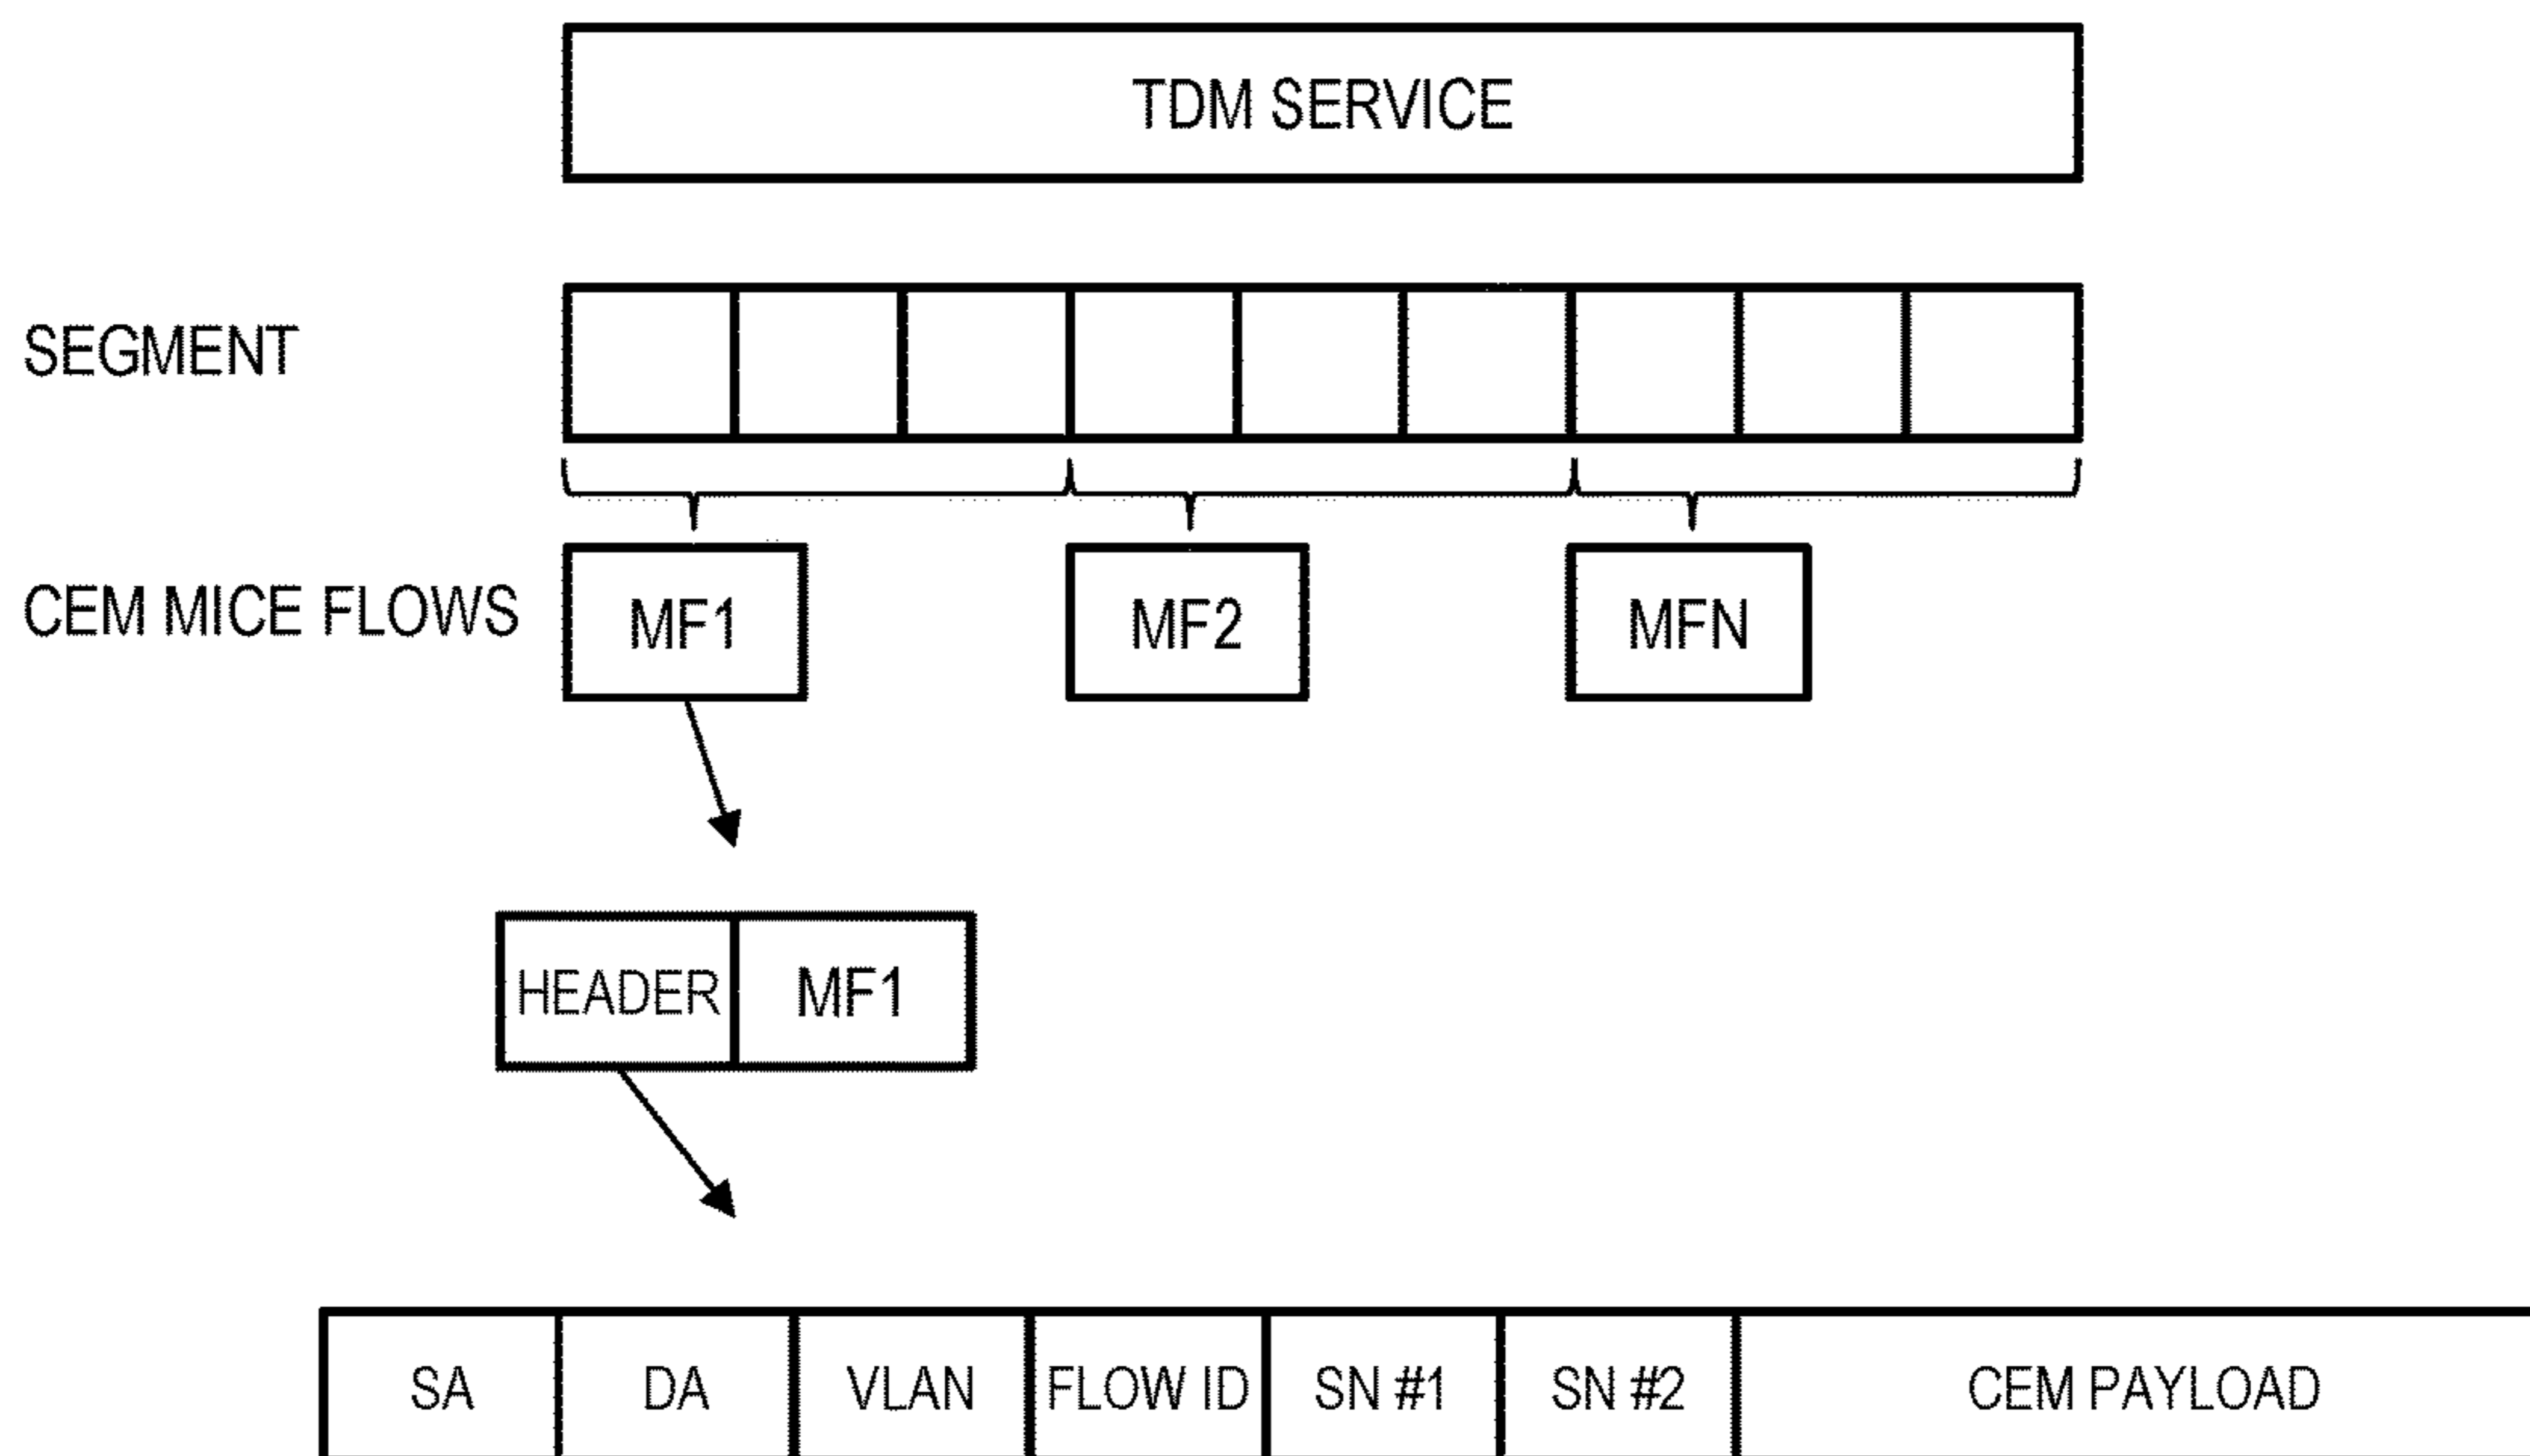 TDM SERVICE
SEGMENT
CEM MICE FLOWS MF1 MF2 MFN
HEADER MF1
SA DA VLAN FLOW ID SN #1 SN #2 CEM PAYLOAD